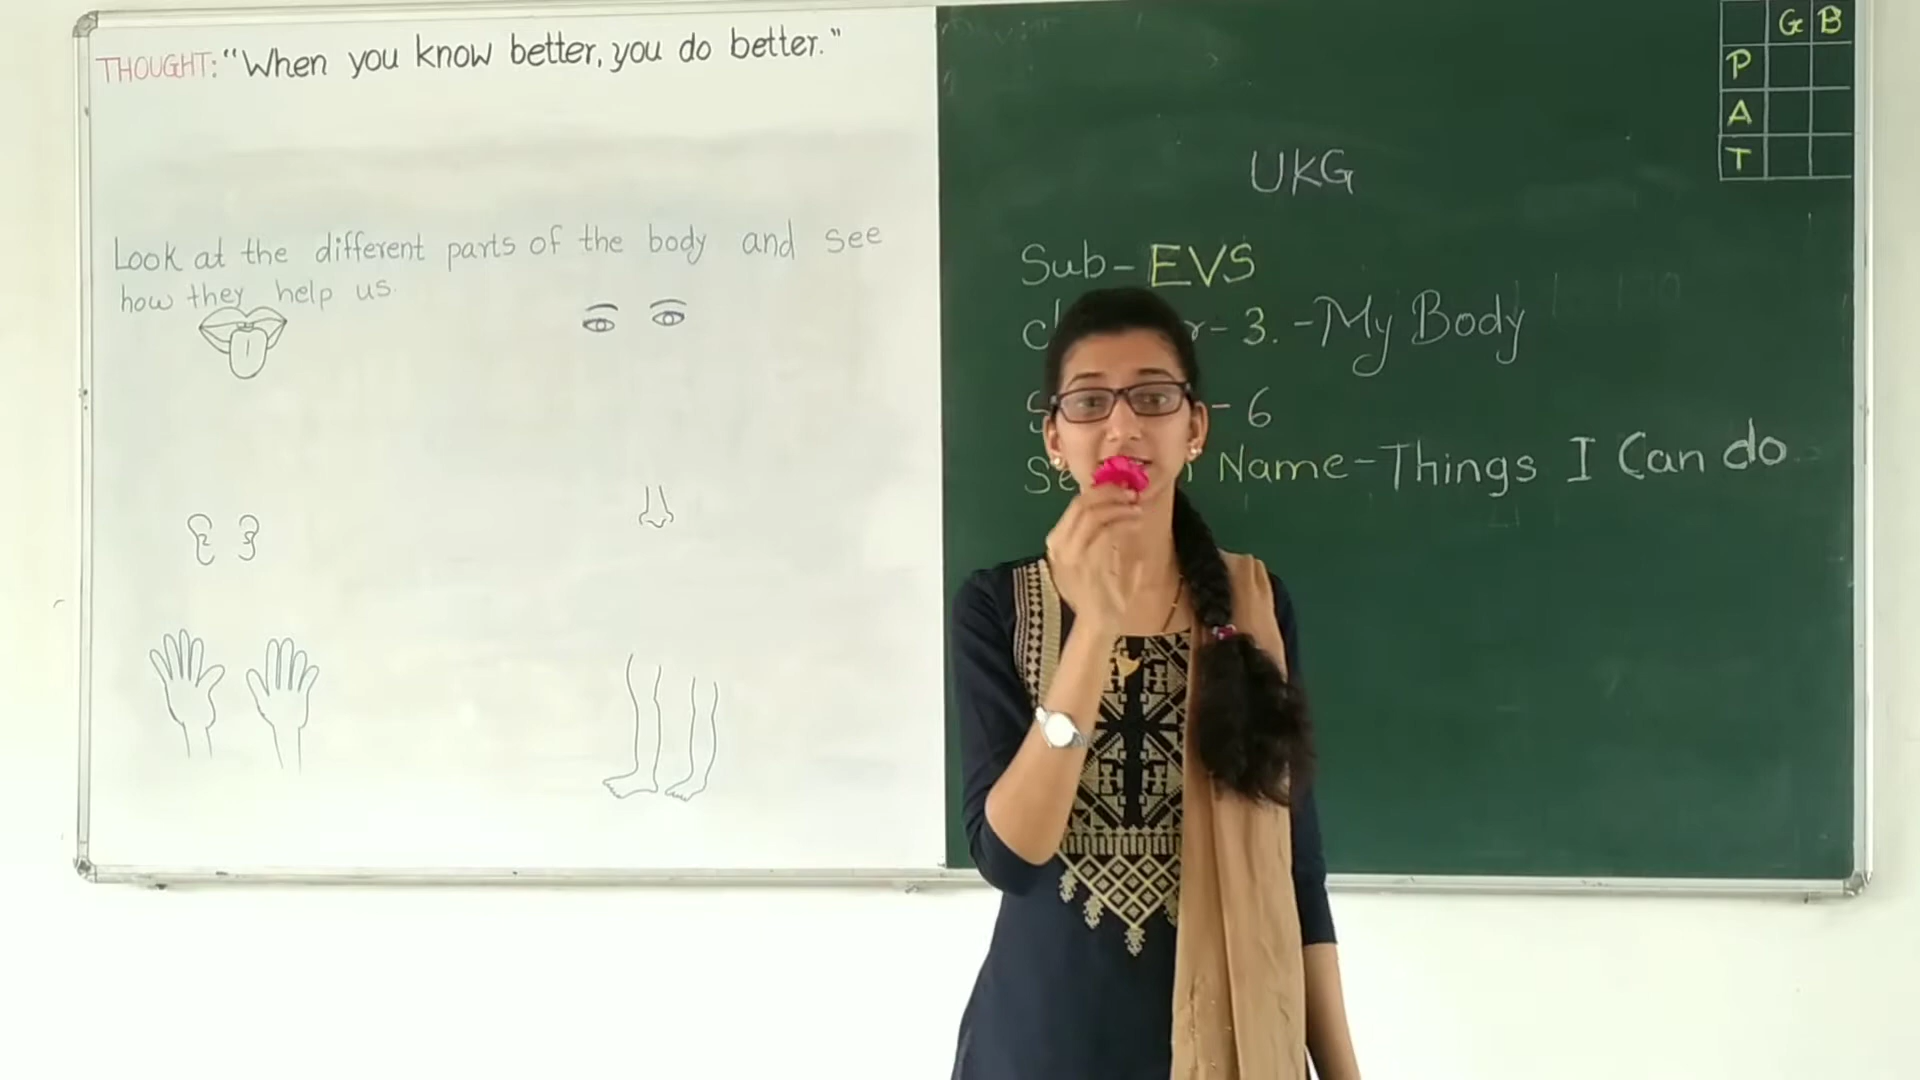 THOUGHT: "When you know better, you do better."
Look at the different parts of the body and see
how they help us.
G B
P
A
T
UKG
Sub- EVS
- 3. - My Body
- 6
Name - Things I Can do